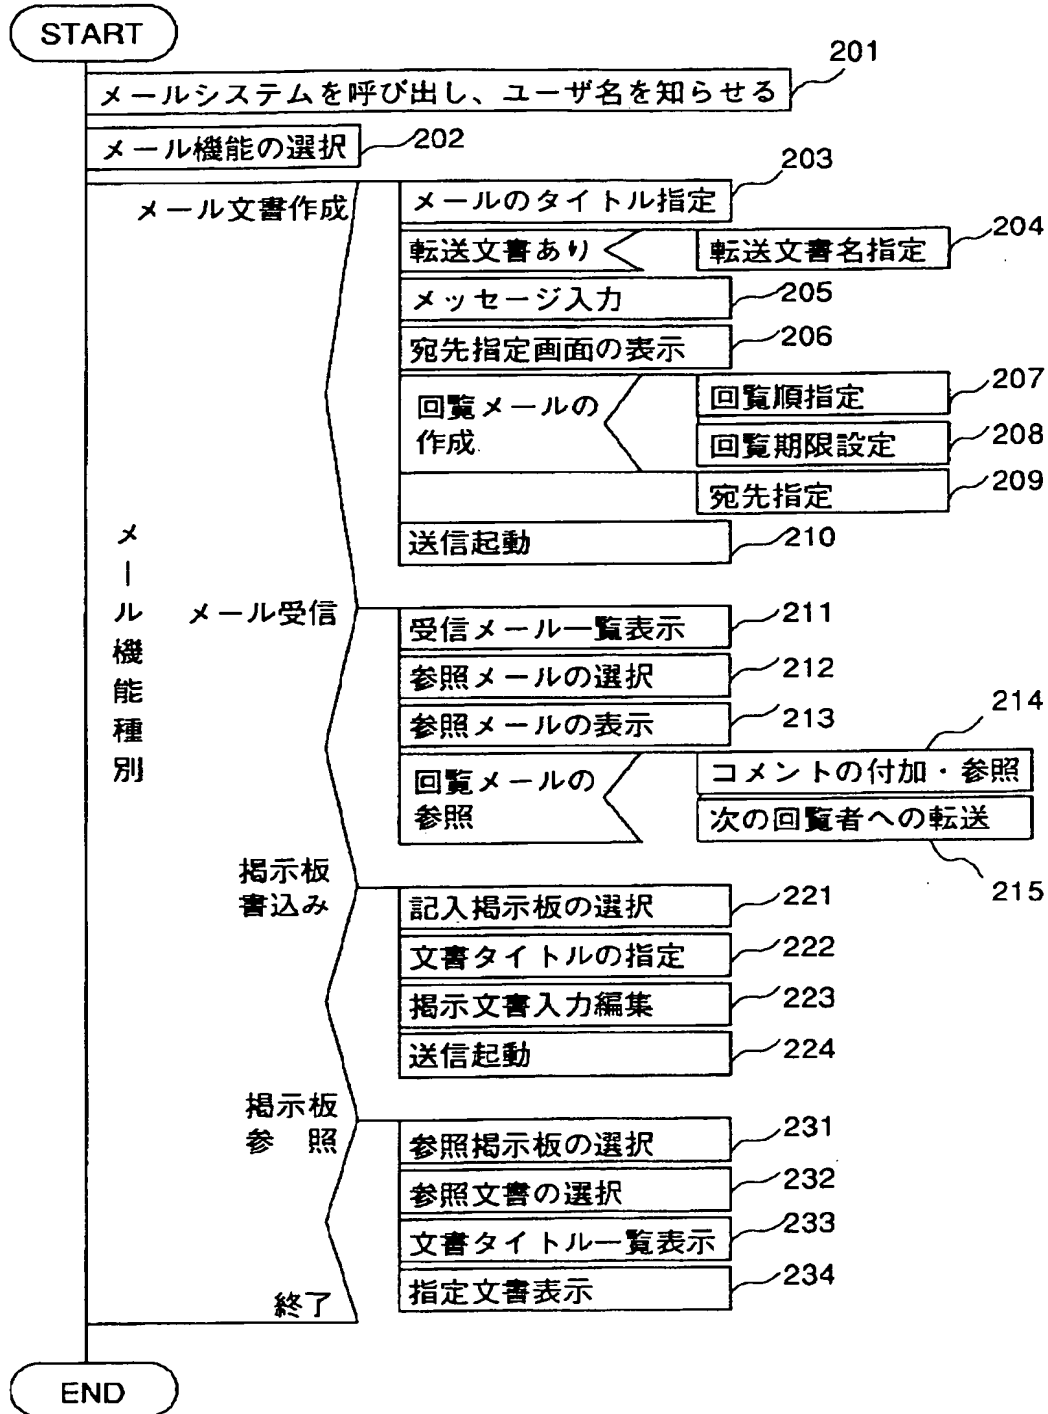 START
201
メールシステムを呼び出し、ユーザ名を知らせる
メール機能の選択
202
203
メール文書作成
メールのタイトル指定
204
転送文書あり
転送文書名指定
メッセージ入力
205
宛先指定画面の表示
206
回覧メールの
作成
回覧順指定
207
回覧期限設定
208
宛先指定
209
送信起動
210
メール機能種別
メール受信
受信メール一覧表示
211
参照メールの選択
212
参照メールの表示
213
214
回覧メールの
参照
コメントの付加・参照
次の回覧者への転送
215
掲示板
書込み
記入掲示板の選択
221
文書タイトルの指定
222
掲示文書入力編集
223
送信起動
224
掲示板
参 照
参照掲示板の選択
231
参照文書の選択
232
文書タイトル一覧表示
233
指定文書表示
234
終了
END